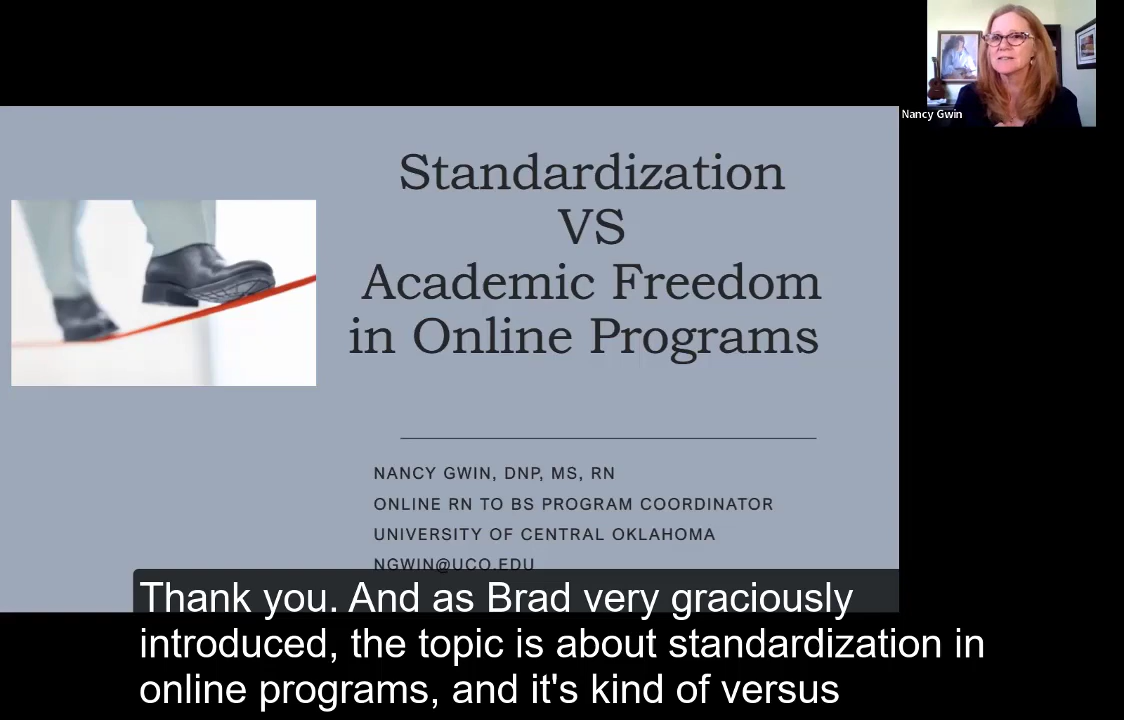 Nancy Gwin
Standardization
VS
Academic Freedom
in Online Programs
NANCY GWIN, DNP, MS, RN
ONLINE RN TO BS PROGRAM COORDINATOR
UNIVERSITY OF CENTRAL OKLAHOMA
NGWIN@UCO.EDU
Thank you. And as Brad very graciously
introduced, the topic is about standardization in
online programs, and it's kind of versus